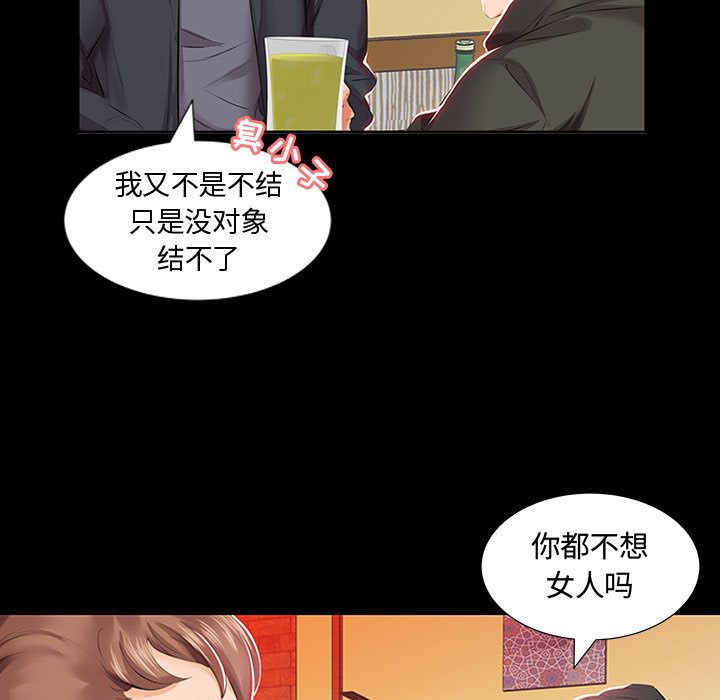 臭小子
我又不是不结
只是没对象
结不了
你都不想
女人吗